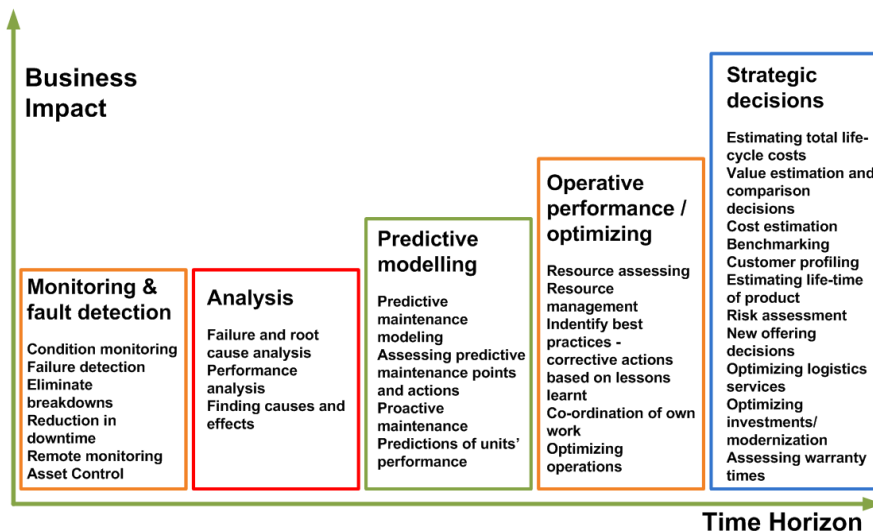 Business
Impact
Monitoring &
fault detection
Condition monitoring
Failure detection
Eliminate
breakdowns
Reduction in
downtime
Remote monitoring
Asset Control
Analysis
Failure and root
cause analysis
Performance
analysis
Finding causes and
effects
Predictive
modelling
Predictive
maintenance
modeling
Assessing predictive
maintenance points
and actions
Proactive
maintenance
Predictions of units’
performance
Operative
performance /
optimizing
Resource assessing
Resource
management
Indentify best
practices -
corrective actions
based on lessons
learnt
Co-ordination of own
work
Optimizing
operations
Strategic
decisions
Estimating total life-
cycle costs
Value estimation and
comparison
decisions
Cost estimation
Benchmarking
Customer profiling
Estimating life-time
of product
Risk assessment
New offering
decisions
Optimizing logistics
services
Optimizing
investments/
modernization
Assessing warranty
times
Time Horizon